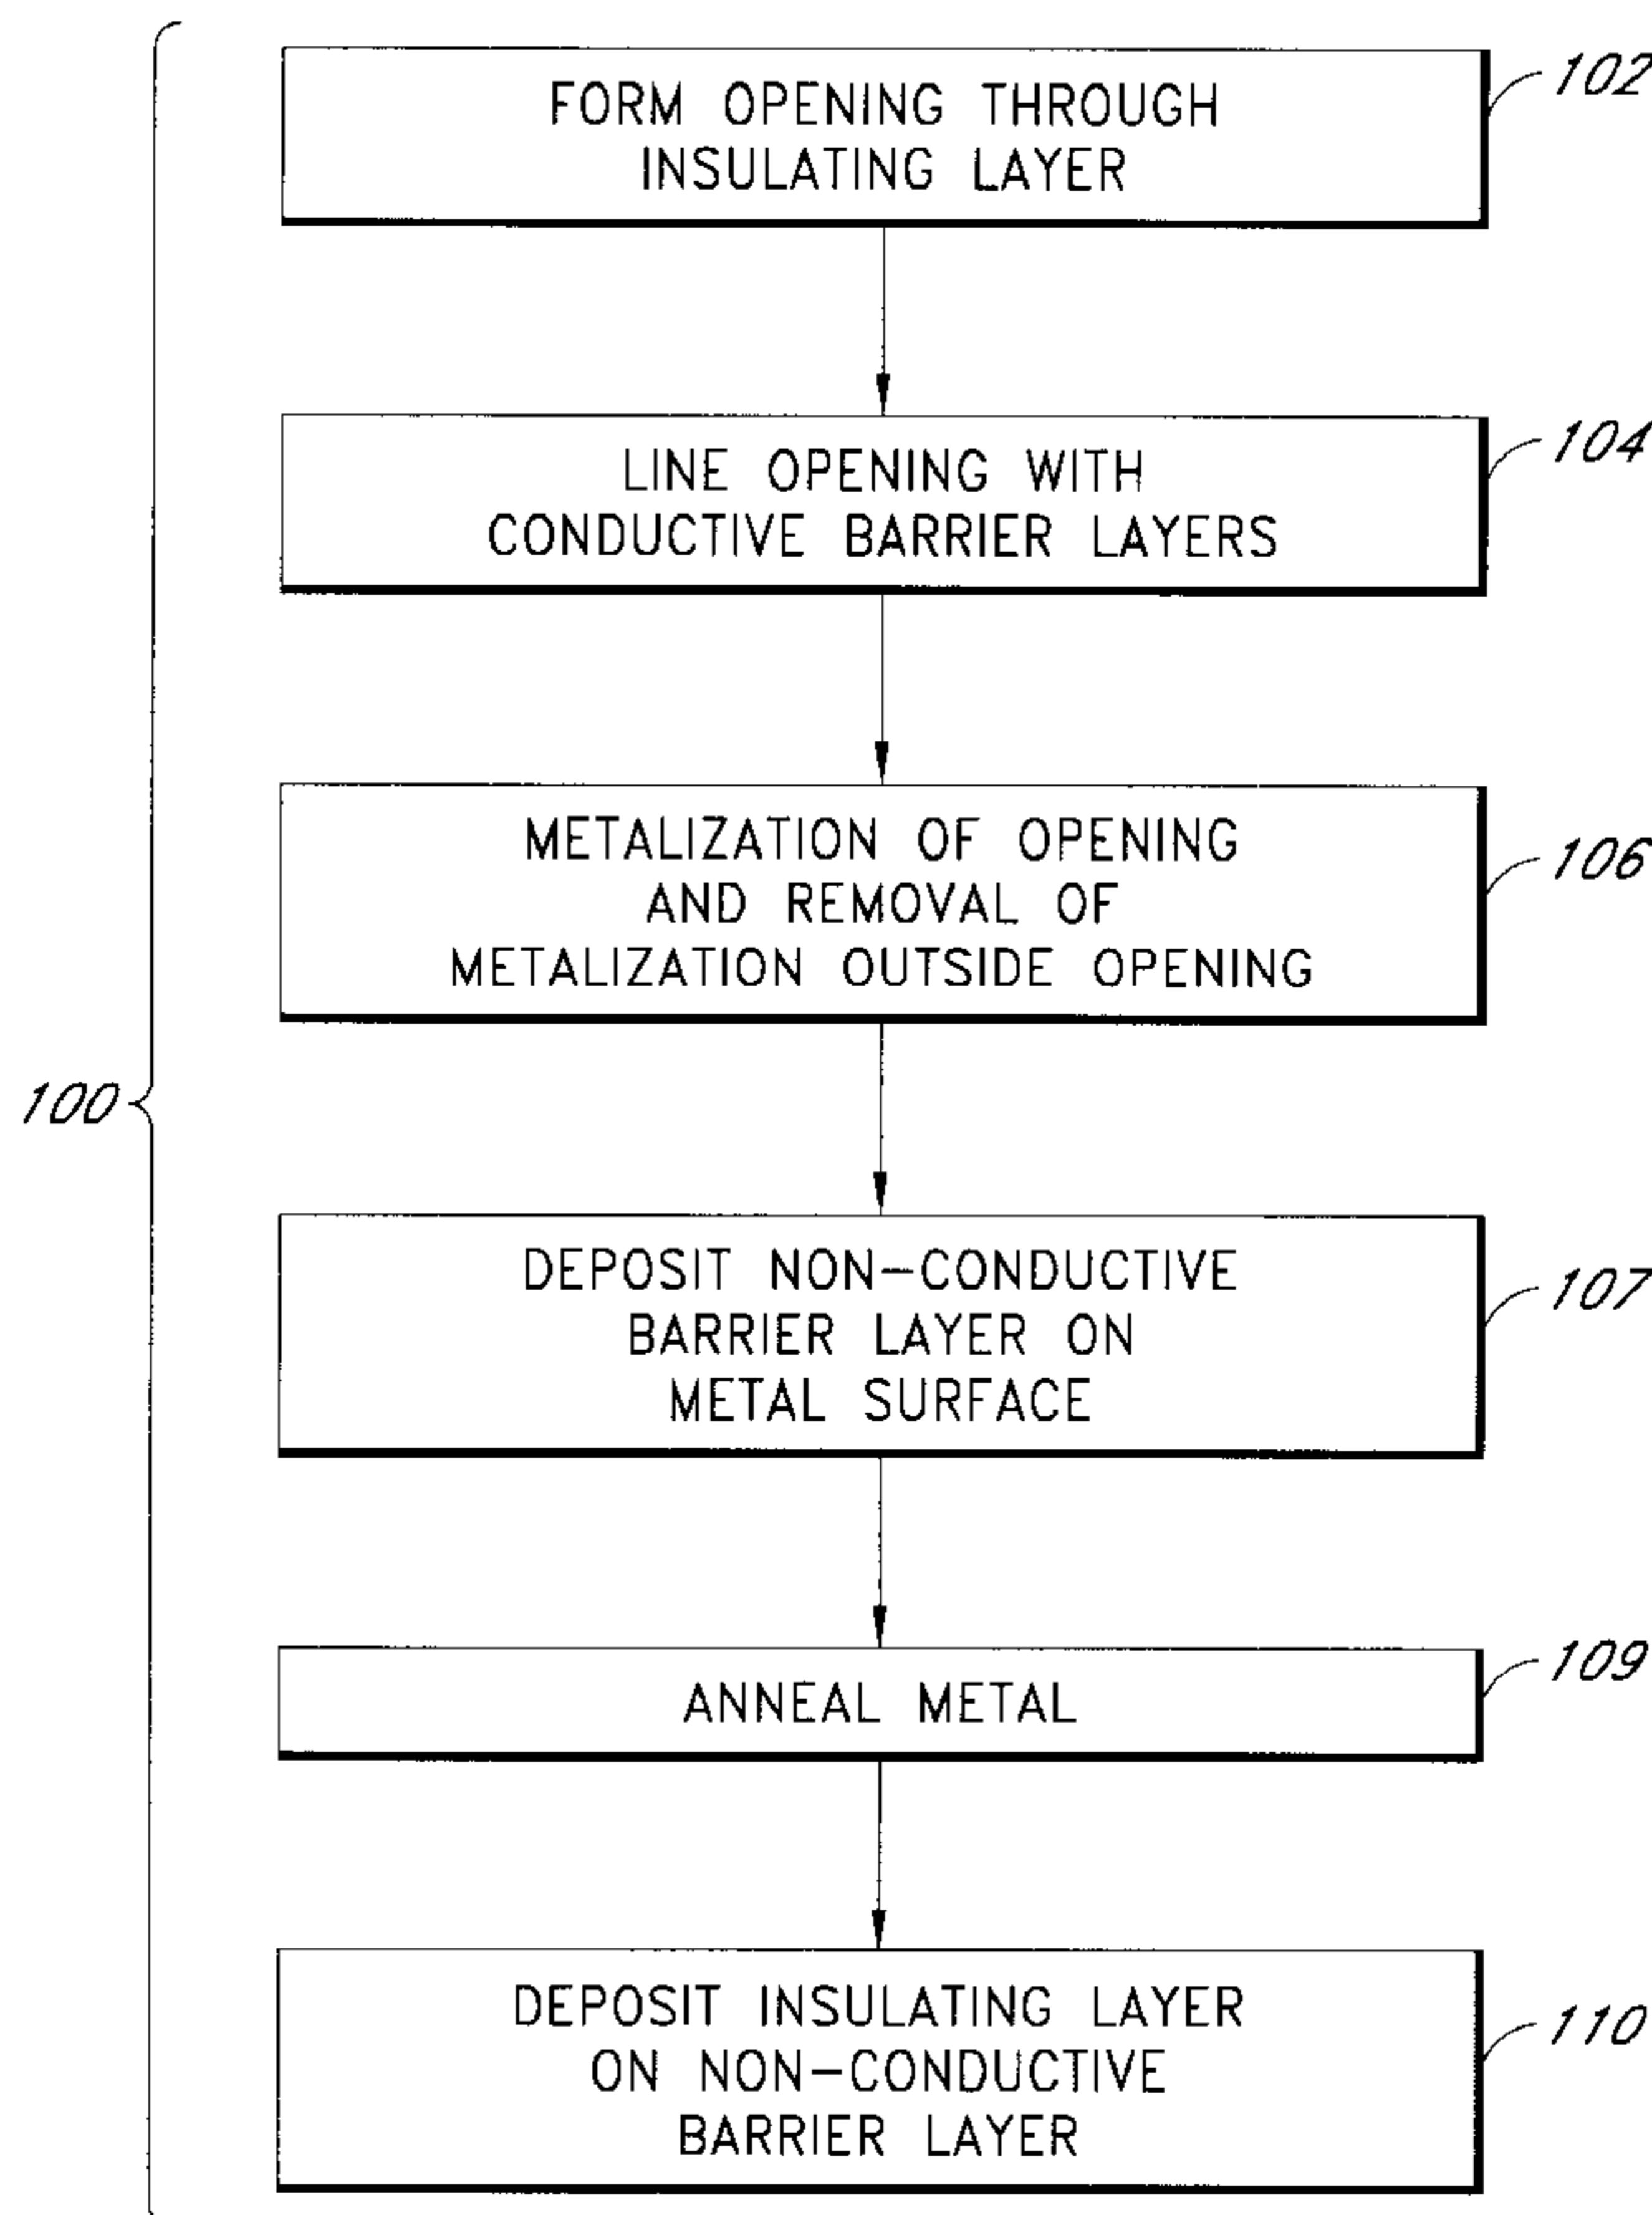 FORM OPENING THROUGH
INSULATING LAYER
102
LINE OPENING WITH
CONDUCTIVE BARRIER LAYERS
104
METALIZATION OF OPENING
AND REMOVAL OF
METALIZATION OUTSIDE OPENING
106
100
DEPOSIT NON-CONDUCTIVE
BARRIER LAYER ON
METAL SURFACE
107
ANNEAL METAL
109
DEPOSIT INSULATING LAYER
ON NON-CONDUCTIVE
BARRIER LAYER
110